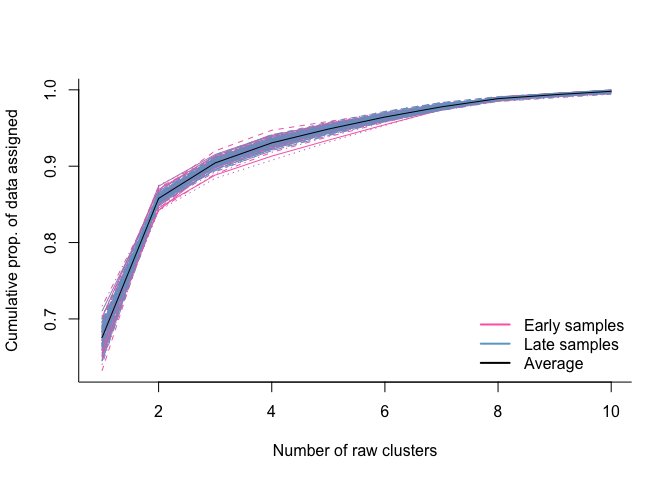 Cumulative prop. of data assigned
1.0
0.9
0.8
0.7
Early samples
Late samples
Average
2 4 6 8 10
Number of raw clusters